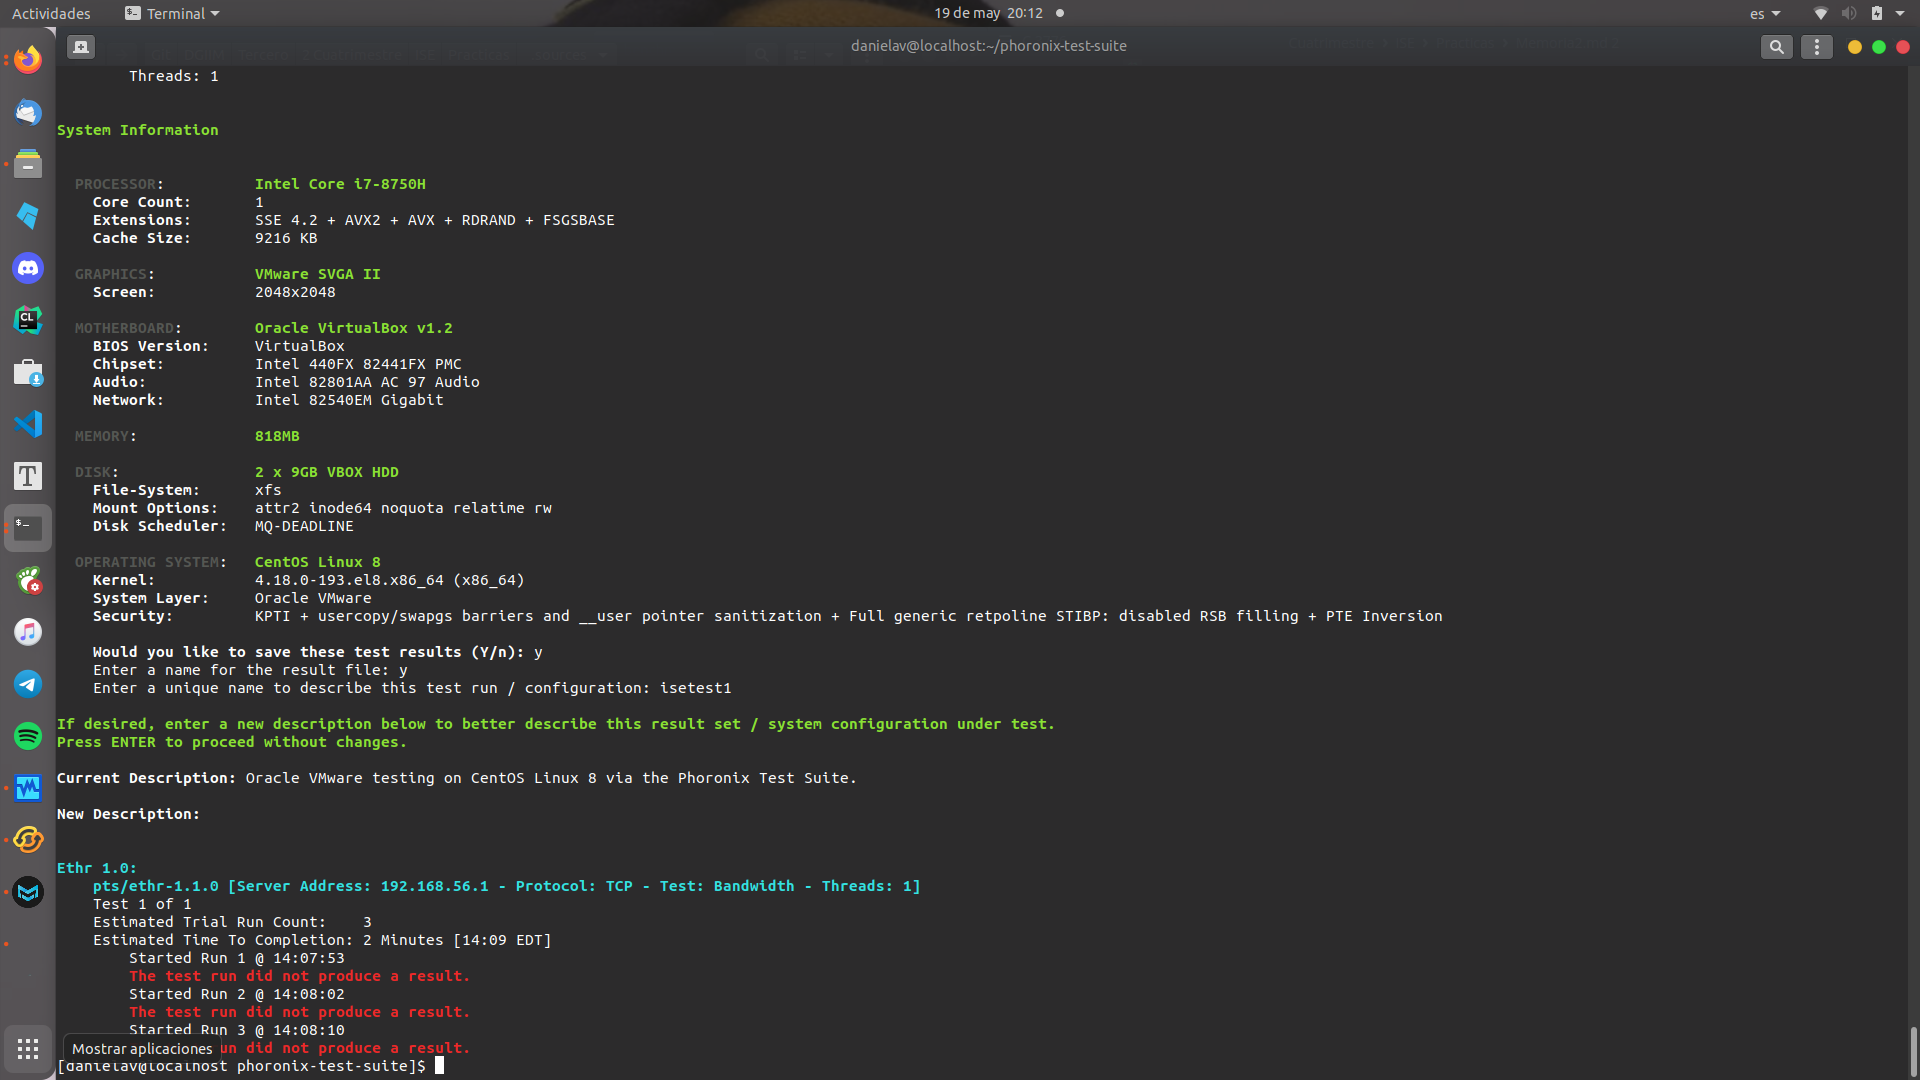 Actividades
Terminal
19 de may 20:12
es
danielav@localhost:~/phoronix-test-suite
Threads: 1
System Information
PROCESSOR: Intel Core i7-8750H
Core Count: 1
Extensions: SSE 4.2 + AVX2 + AVX + RDRAND + FSGSBASE
Cache Size: 9216 KB
GRAPHICS: VMware SVGA II
Screen: 2048x2048
MOTHERBOARD: Oracle VirtualBox v1.2
BIOS Version: VirtualBox
Chipset: Intel 440FX 82441FX PMC
Audio: Intel 82801AA AC 97 Audio
Network: Intel 82540EM Gigabit
MEMORY: 818MB
DISK: 2 x 9GB VBOX HDD
File-System: xfs
Mount Options: attr2 inode64 noquota relatime rw
Disk Scheduler: MQ-DEADLINE
OPERATING SYSTEM: CentOS Linux 8
Kernel: 4.18.0-193.el8.x86_64 (x86_64)
System Layer: Oracle VMware
Security: KPTI + usercopy/swapgs barriers and __user pointer sanitization + Full generic retpoline STIBP: disabled RSB filling + PTE Inversion
Would you like to save these test results (Y/n): y
Enter a name for the result file: y
Enter a unique name to describe this test run / configuration: isetest1
If desired, enter a new description below to better describe this result set / system configuration under test.
Press ENTER to proceed without changes.
Current Description: Oracle VMware testing on CentOS Linux 8 via the Phoronix Test Suite.
New Description:
Ethr 1.0:
pts/ethr-1.1.0 [Server Address: 192.168.56.1 - Protocol: TCP - Test: Bandwidth - Threads: 1]
Test 1 of 1
Estimated Trial Run Count: 3
Estimated Time To Completion: 2 Minutes [14:09 EDT]
Started Run 1 @ 14:07:53
The test run did not produce a result.
Started Run 2 @ 14:08:02
The test run did not produce a result.
Started Run 3 @ 14:08:10
Mostrar aplicaciones
un did not produce a result.
[danielav@localhost phoronix-test-suite]$